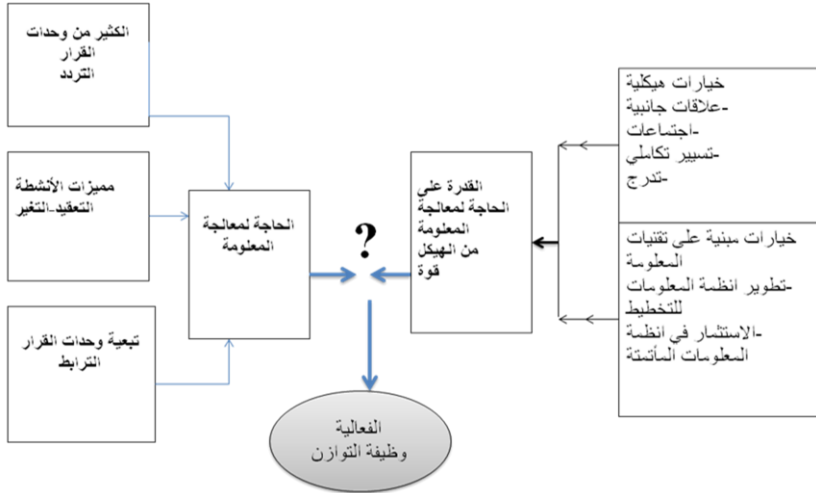 الكثير من وحدات
القرار
التردد
مميزات الأنشطة
التعقيد-التغير
تبعية وحدات القرار
الترابط
الحاجة لمعالجة
المعلومة
?
القدرة على
الحاجة لمعالجة
المعلومة
من الهيكل
قوة
خيارات هيكلية
-علاقات جانبية
-اجتماعات
-تسيير تكاملي
-تدرج
خيارات مبنية على تقنيات
المعلومة
-تطوير انظمة المعلومات
للتخطيط
-الاستثمار في انظمة
المعلومات المأتمتة
الفعالية
وظيفة التوازن